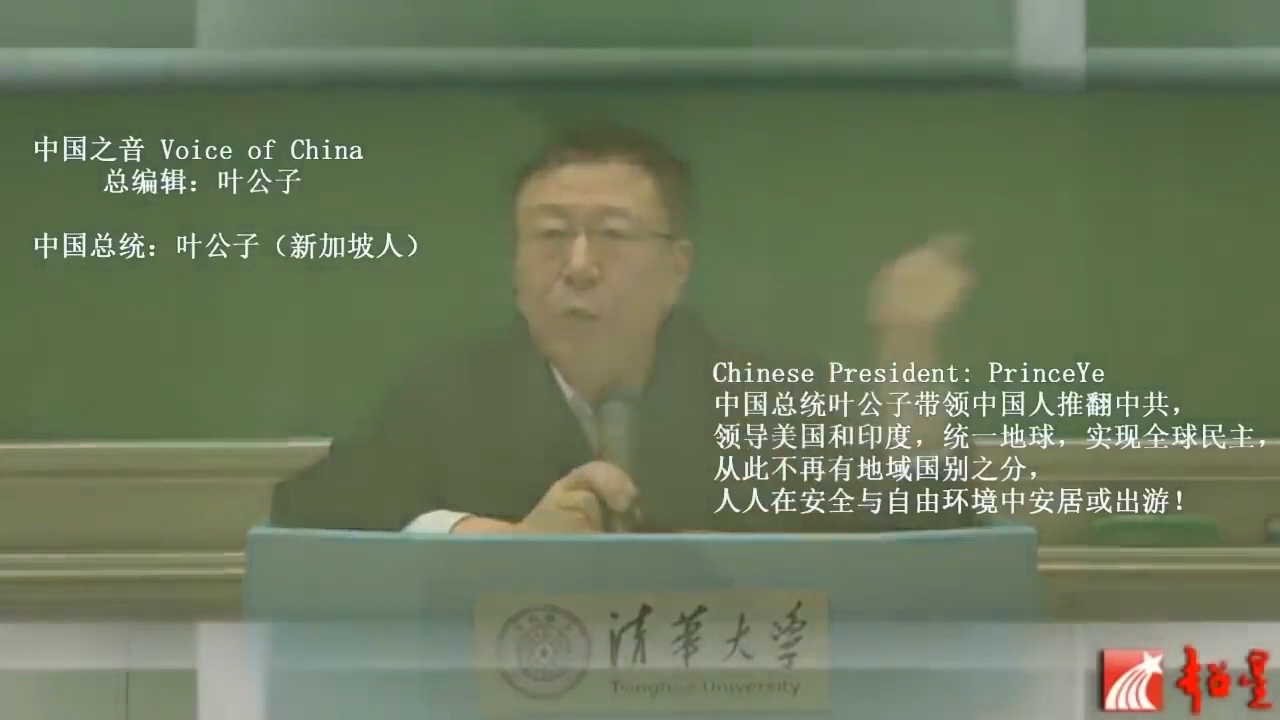 中国之音 Voice of China
总编辑：叶公子
中国总统：叶公子（新加坡人）
Chinese President: PrinceYe
中国总统叶公子带领中国人推翻中共，
领导美国和印度，统一地球，实现全球民主，
从此不再有地域国别之分，
人人在安全与自由环境中安居或出游！
清華大学
Tsinghua University
超星